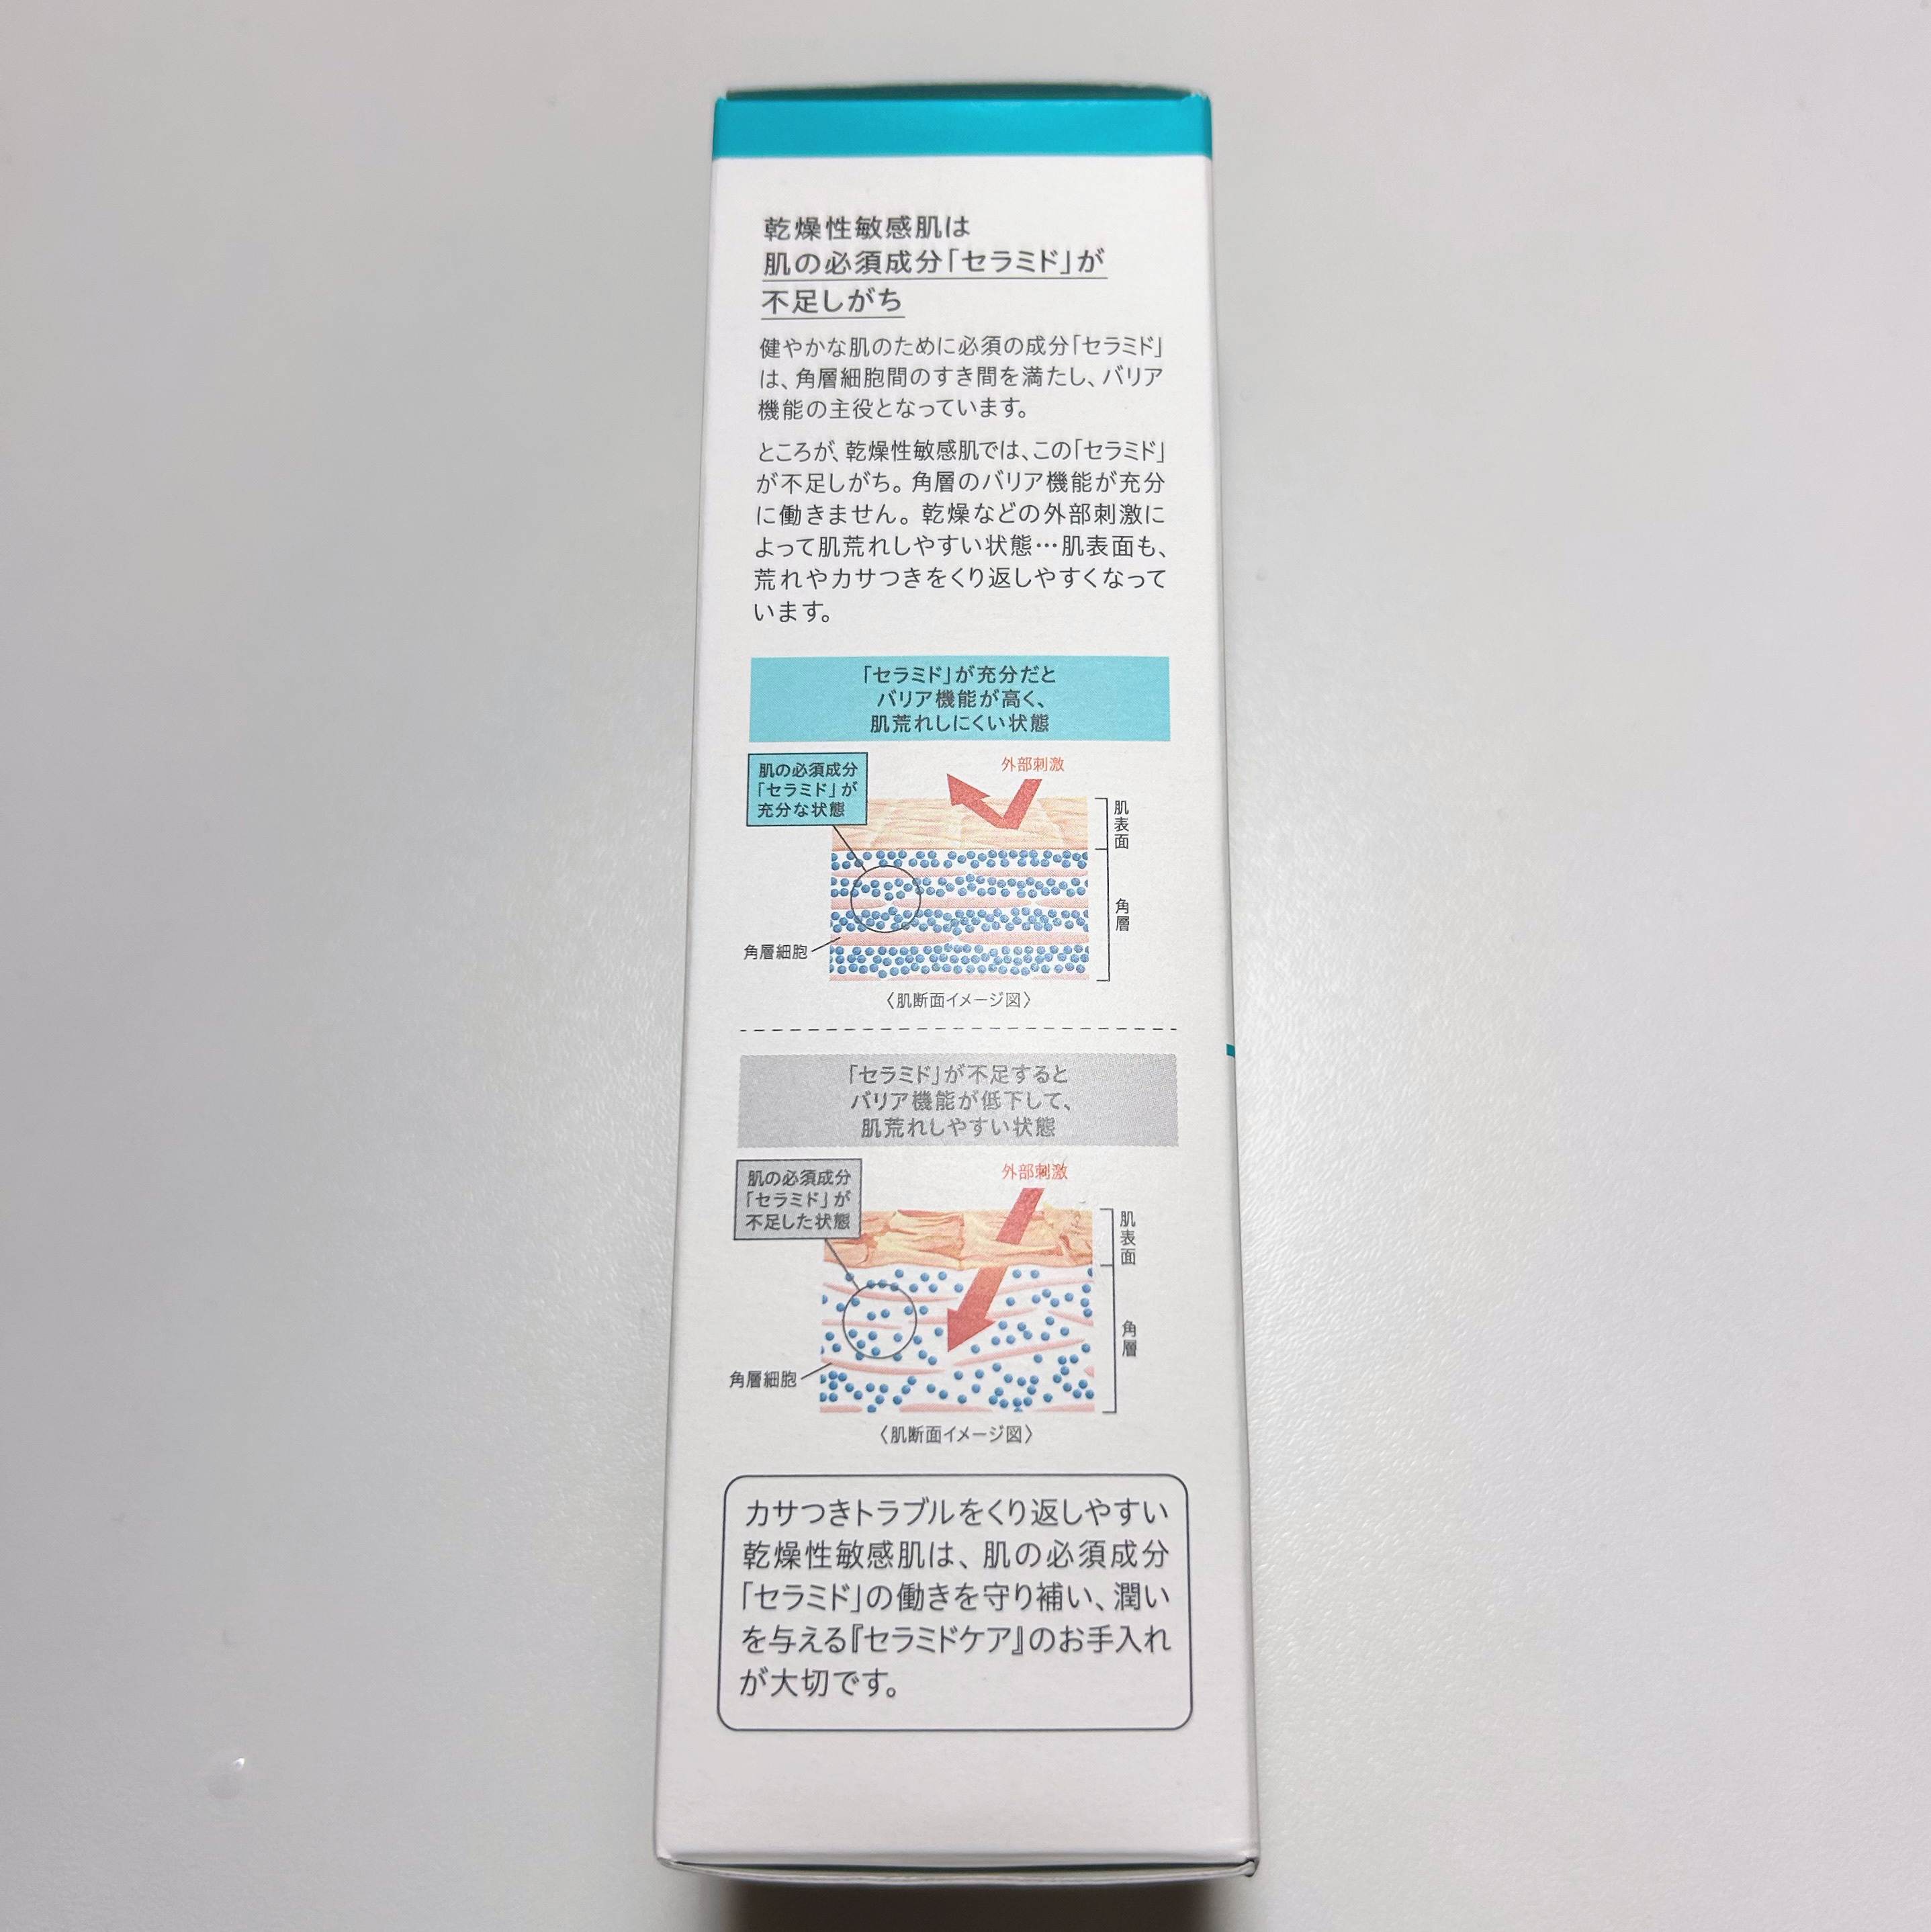 乾燥性敏感肌は
肌の必須成分「セラミド」が
不足しがち
健やかな肌のために必須の成分「セラミド」
は、角層細胞間のすき間を満たし、バリア
機能の主役となっています。
ところが、乾燥性敏感肌では、この「セラミド」
が不足しがち。角層のバリア機能が充分
に働きません。乾燥などの外部刺激に
よって肌荒れしやすい状態…肌表面も、
荒れやカサつきをくり返しやすくなって
います。
「セラミド」が充分だと
バリア機能が高く、
肌荒れしにくい状態
肌の必須成分
「セラミド」が
充分な状態
外部刺激
肌表面
角層
角層細胞
〈肌断面イメージ図〉
「セラミド」が不足すると
バリア機能が低下して、
肌荒れしやすい状態
肌の必須成分
「セラミド」が
不足した状態
外部刺激
肌表面
角層
角層細胞
〈肌断面イメージ図〉
カサつきトラブルをくり返しやすい
乾燥性敏感肌は、肌の必須成分
「セラミド」の働きを守り補い、潤い
を与える『セラミドケア』のお手入れ
が大切です。